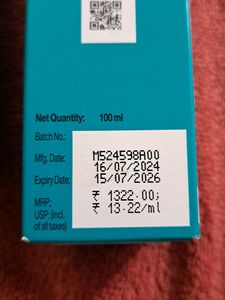 Net Quantity: 100 ml
Batch No.: M524598A00
Mfg. Date: 16/07/2024
Expiry Date: 15/07/2026
MRP: ₹ 1322.00;
USP: (incl. ₹ 13.22/ml
of all taxes)